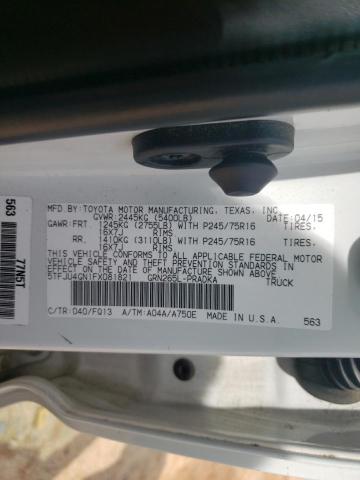 MFD. BY: TOYOTA MOTOR MANUFACTURING, TEXAS, INC.
GVWR: 2445KG (5400LB) DATE: 04/15
GAWR: FRT. 1245KG (2755LB) WITH P245/75R16 TIRES,
16X7J RIMS
RR. 1410KG (3110LB) WITH P245/75R16 TIRES,
16X7J RIMS
THIS VEHICLE CONFORMS TO ALL APPLICABLE FEDERAL MOTOR
VEHICLE SAFETY AND THEFT PREVENTION STANDARDS IN
EFFECT ON THE DATE OF MANUFACTURE SHOWN ABOVE.
5TFJU4GN1FX081821 GRN265L-PRADKA TRUCK
C/TR: 040/FQ13 A/TM: A04A/A750E MADE IN U.S.A. 563
563
77N5T